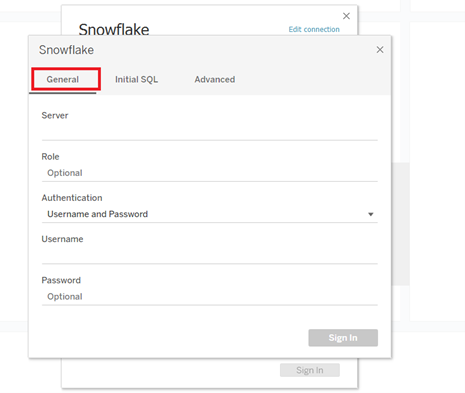 Snowflake
Edit connection
Snowflake
General
Initial SQL
Advanced
Server
Role
Optional
Authentication
Username and Password
Username
Password
Optional
Sign In
Sign In